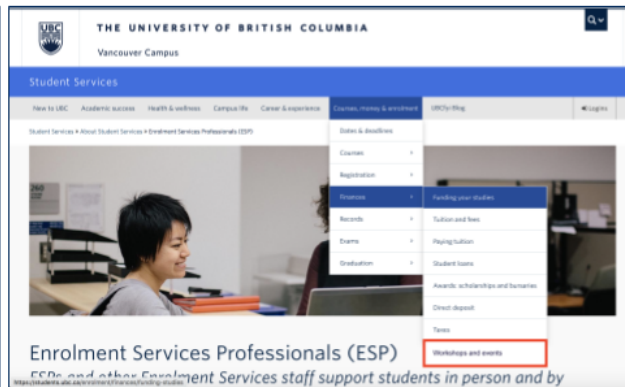 UBC
THE UNIVERSITY OF BRITISH COLUMBIA
Vancouver Campus
Student Services
New to UBC Academic success Health & wellness Campus life Career & experience Courses, money & enrolment UBCyo Blog Logins
Student Services » About Student Services » Enrolment Services Professionals (ESP)
Dates & deadlines
Courses
Registration
Finances
Records
Exams
Graduation
Funding your studies
Tuition and fees
Paying tuition
Student loans
Awards: scholarships and bursaries
Direct deposit
Taxes
Workshops and events
260
Enrolment Services Professionals (ESP)
ESPs and other Enrolment Services staff support students in person and by
https://students.ubc.ca/enrolment/finances/funding-studies